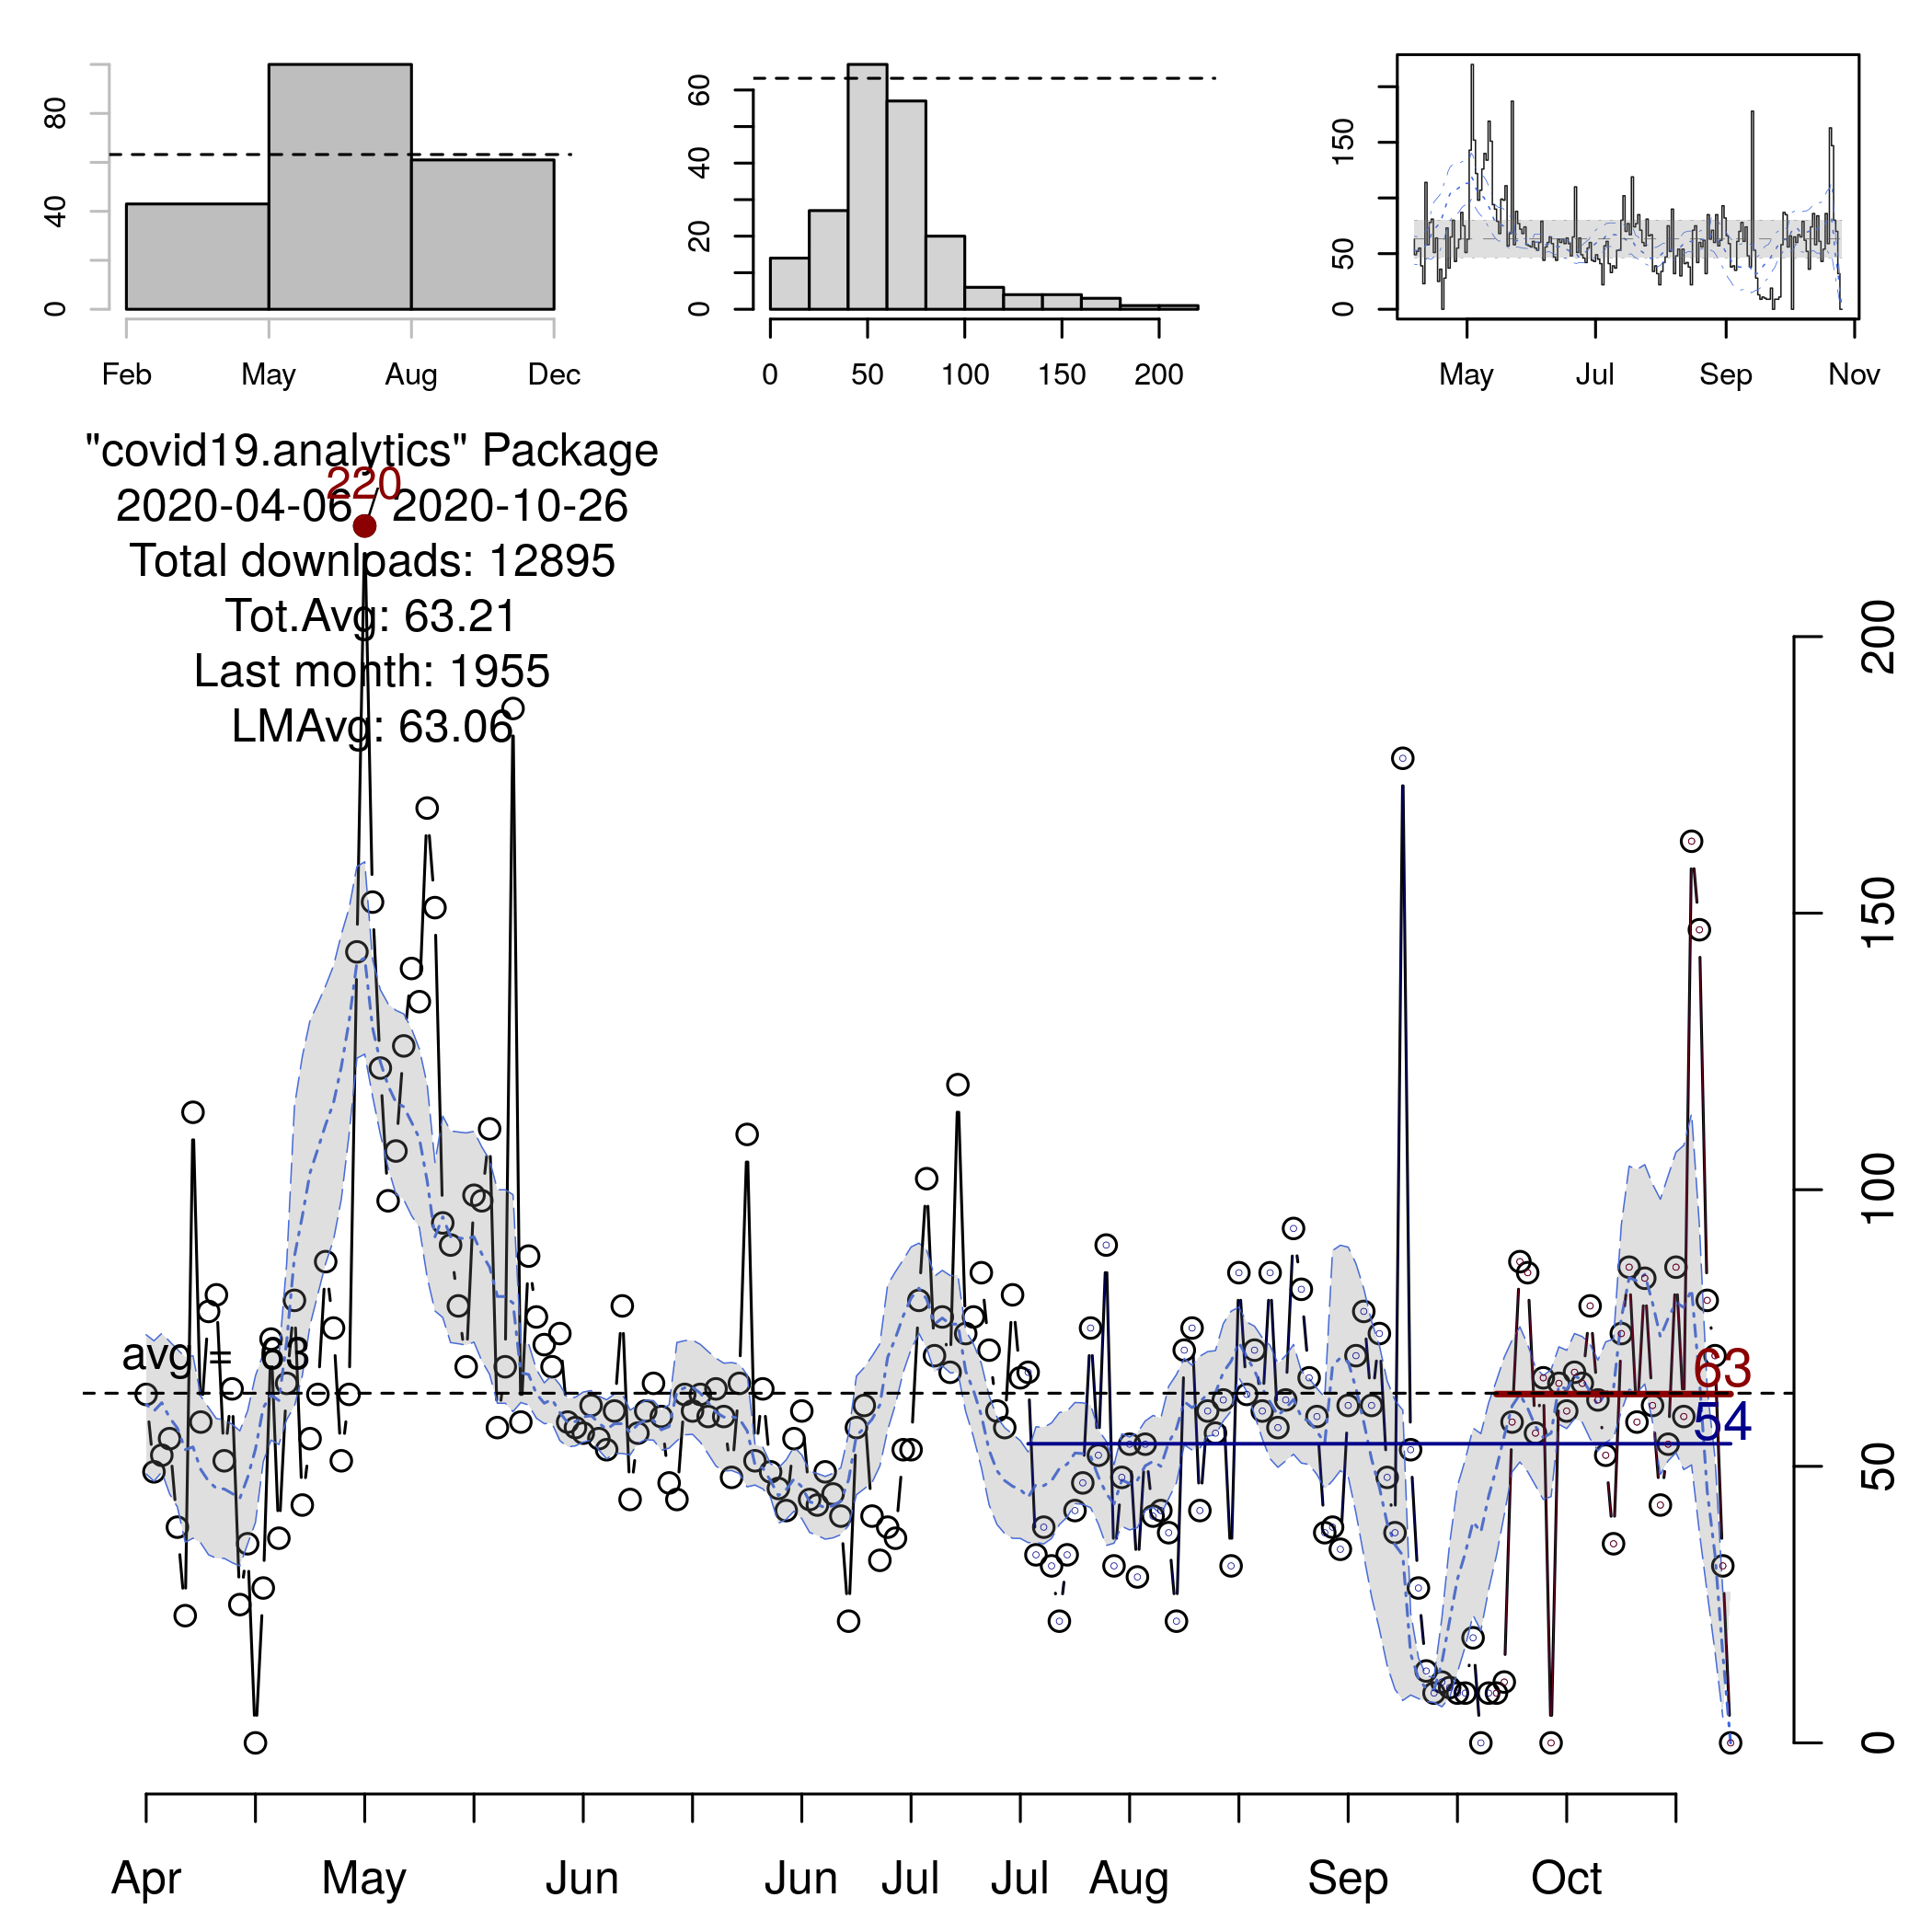 80
40
0
Feb May Aug Dec
60
40
20
0
0 50 100 150 200
150
50
0
May Jul Sep Nov
"covid19.analytics" Package
220
2020-04-06 / 2020-10-26
Total downloads: 12895
Tot.Avg: 63.21
Last month: 1955
LMAvg: 63.06
avg = 63
63
54
200
150
100
50
0
Apr May Jun Jun Jul Jul Aug Sep Oct